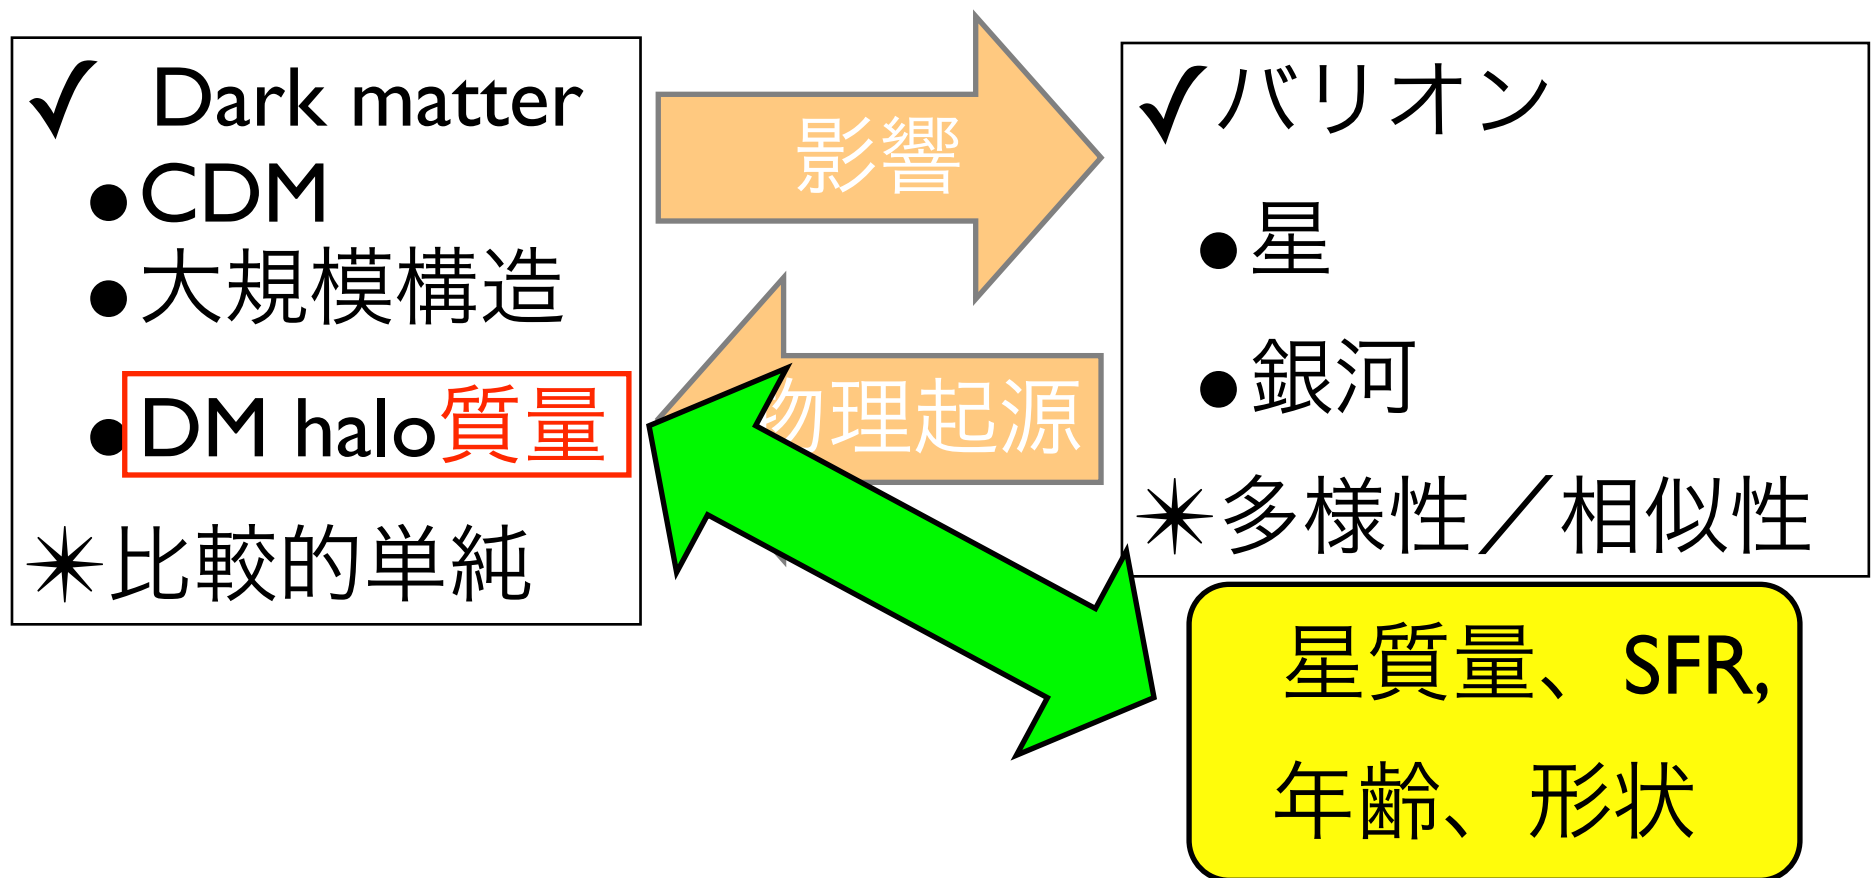 ✓ Dark matter
●CDM
●大規模構造
●DM halo質量
✴比較的単純
影響
物理起源
✓バリオン
●星
●銀河
✴多様性／相似性
星質量、SFR,
年齢、形状